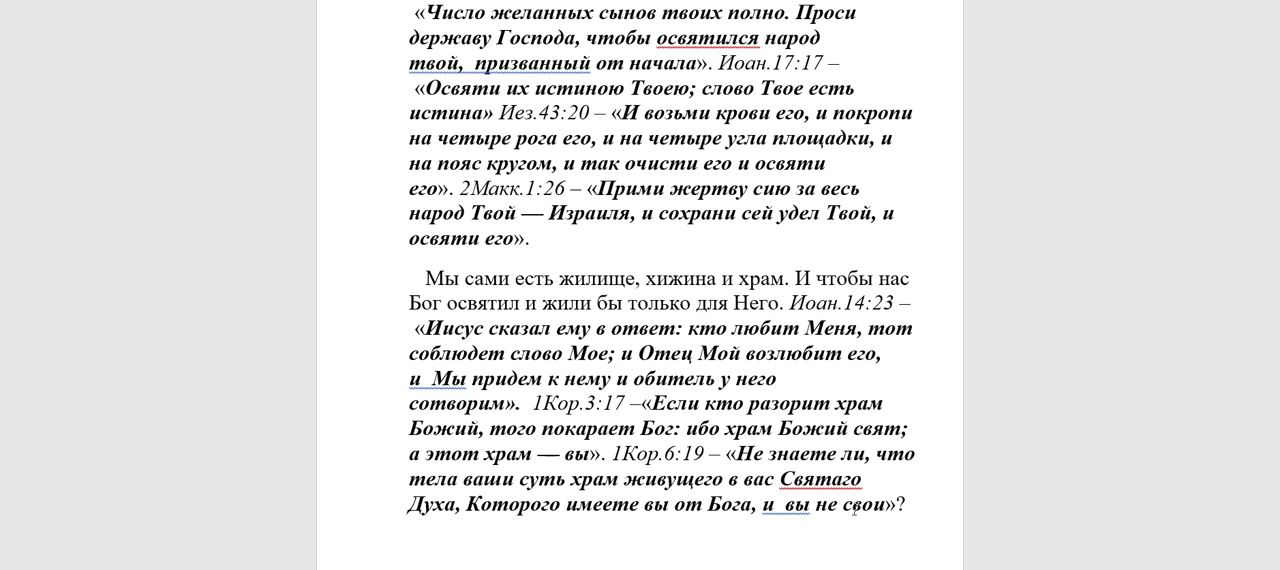 «Число желанных сынов твоих полно. Проси
державу Господа, чтобы освятился народ
твой,  призванный от начала». Иоан.17:17 –
«Освяти их истиною Твоею; слово Твое есть
истина» Иез.43:20 – «И возьми крови его, и покропи
на четыре рога его, и на четыре угла площадки, и
на пояс кругом, и так очисти его и освяти
его». 2Макк.1:26 – «Прими жертву сию за весь
народ Твой — Израиля, и сохрани сей удел Твой, и
освяти его».
Мы сами есть жилище, хижина и храм. И чтобы нас
Бог освятил и жили бы только для Него. Иоан.14:23 –
«Иисус сказал ему в ответ: кто любит Меня, тот
соблюдет слово Мое; и Отец Мой возлюбит его,
и  Мы придем к нему и обитель у него
сотворим».  1Кор.3:17 –«Если кто разорит храм
Божий, того покарает Бог: ибо храм Божий свят;
а этот храм — вы». 1Кор.6:19 – «Не знаете ли, что
тела ваши суть храм живущего в вас Святаго
Духа, Которого имеете вы от Бога, и  вы не свои»?